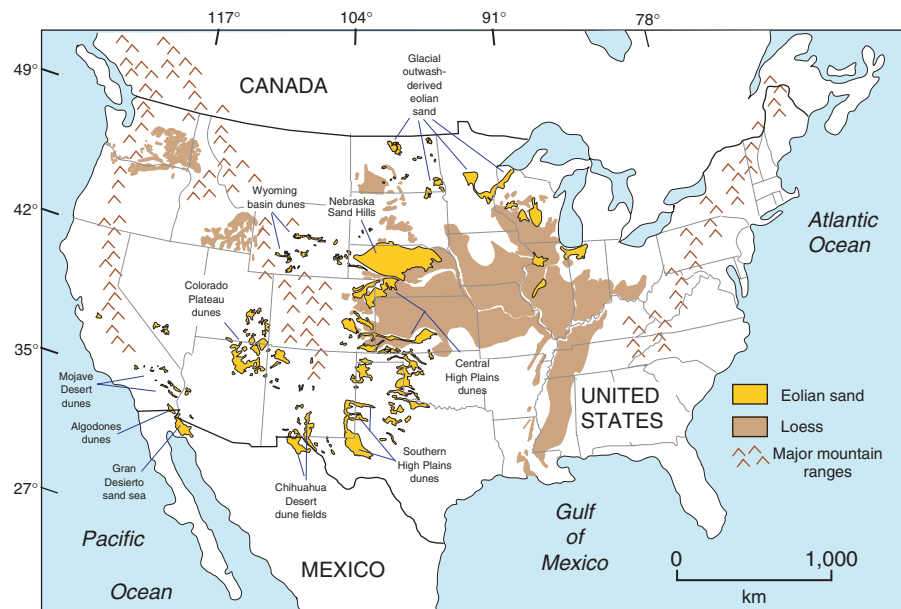 117°
104°
91°
78°
49°
42°
35°
27°
CANADA
Glacial
outwash-
derived
eolian
sand
Wyoming
basin dunes
Nebraska
Sand Hills
Atlantic
Ocean
Colorado
Plateau
dunes
Mojave
Desert
dunes
Central
High Plains
dunes
UNITED
STATES
Algodones
dunes
Gran
Desierto
sand sea
Southern
High Plains
dunes
Chihuahua
Desert
dune fields
Eolian sand
Loess
Major mountain
ranges
Pacific
Ocean
MEXICO
Gulf
of
Mexico
0
1,000
km